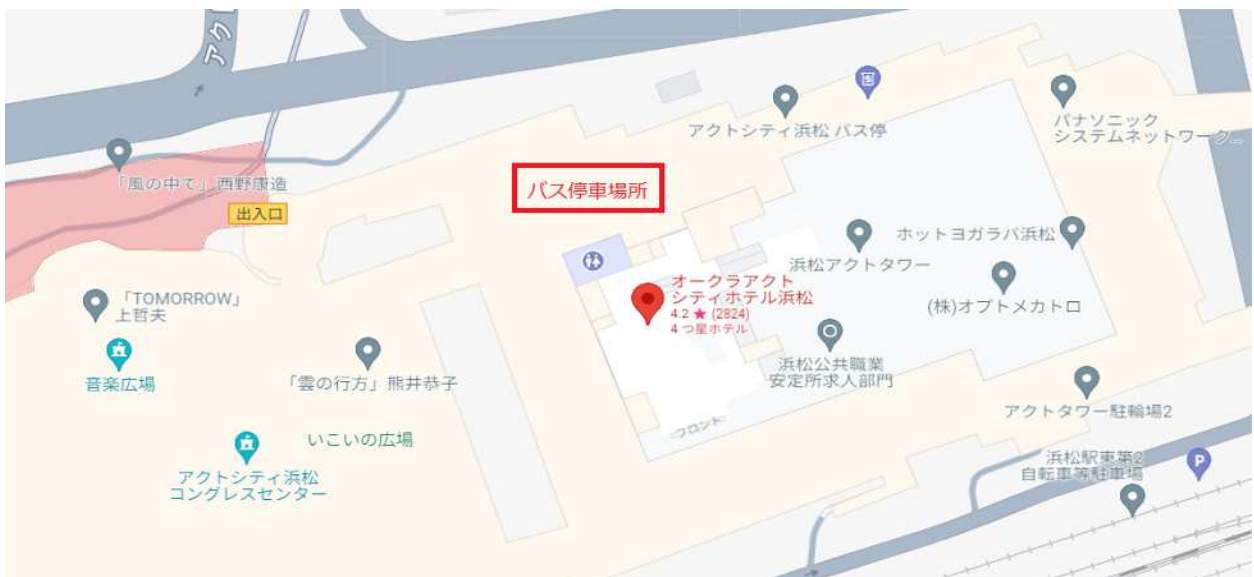 アク
アクトシティ浜松 バス停
パナソニック
システムネットワーク...
「風の中で」西野康造
出入口
バス停車場所
ホットヨガラバ浜松
浜松アクトタワー
オークラアクト
シティホテル浜松
4.2 ★ (2824)
4 つ星ホテル
(株)オプトメカトロ
「TOMORROW」
上哲夫
音楽広場
「雲の行方」熊井恭子
浜松公共職業
安定所求人部門
アクトタワー駐輪場2
フロント
いこいの広場
アクトシティ浜松
コングレスセンター
浜松駅東第2
自転車等駐車場
P